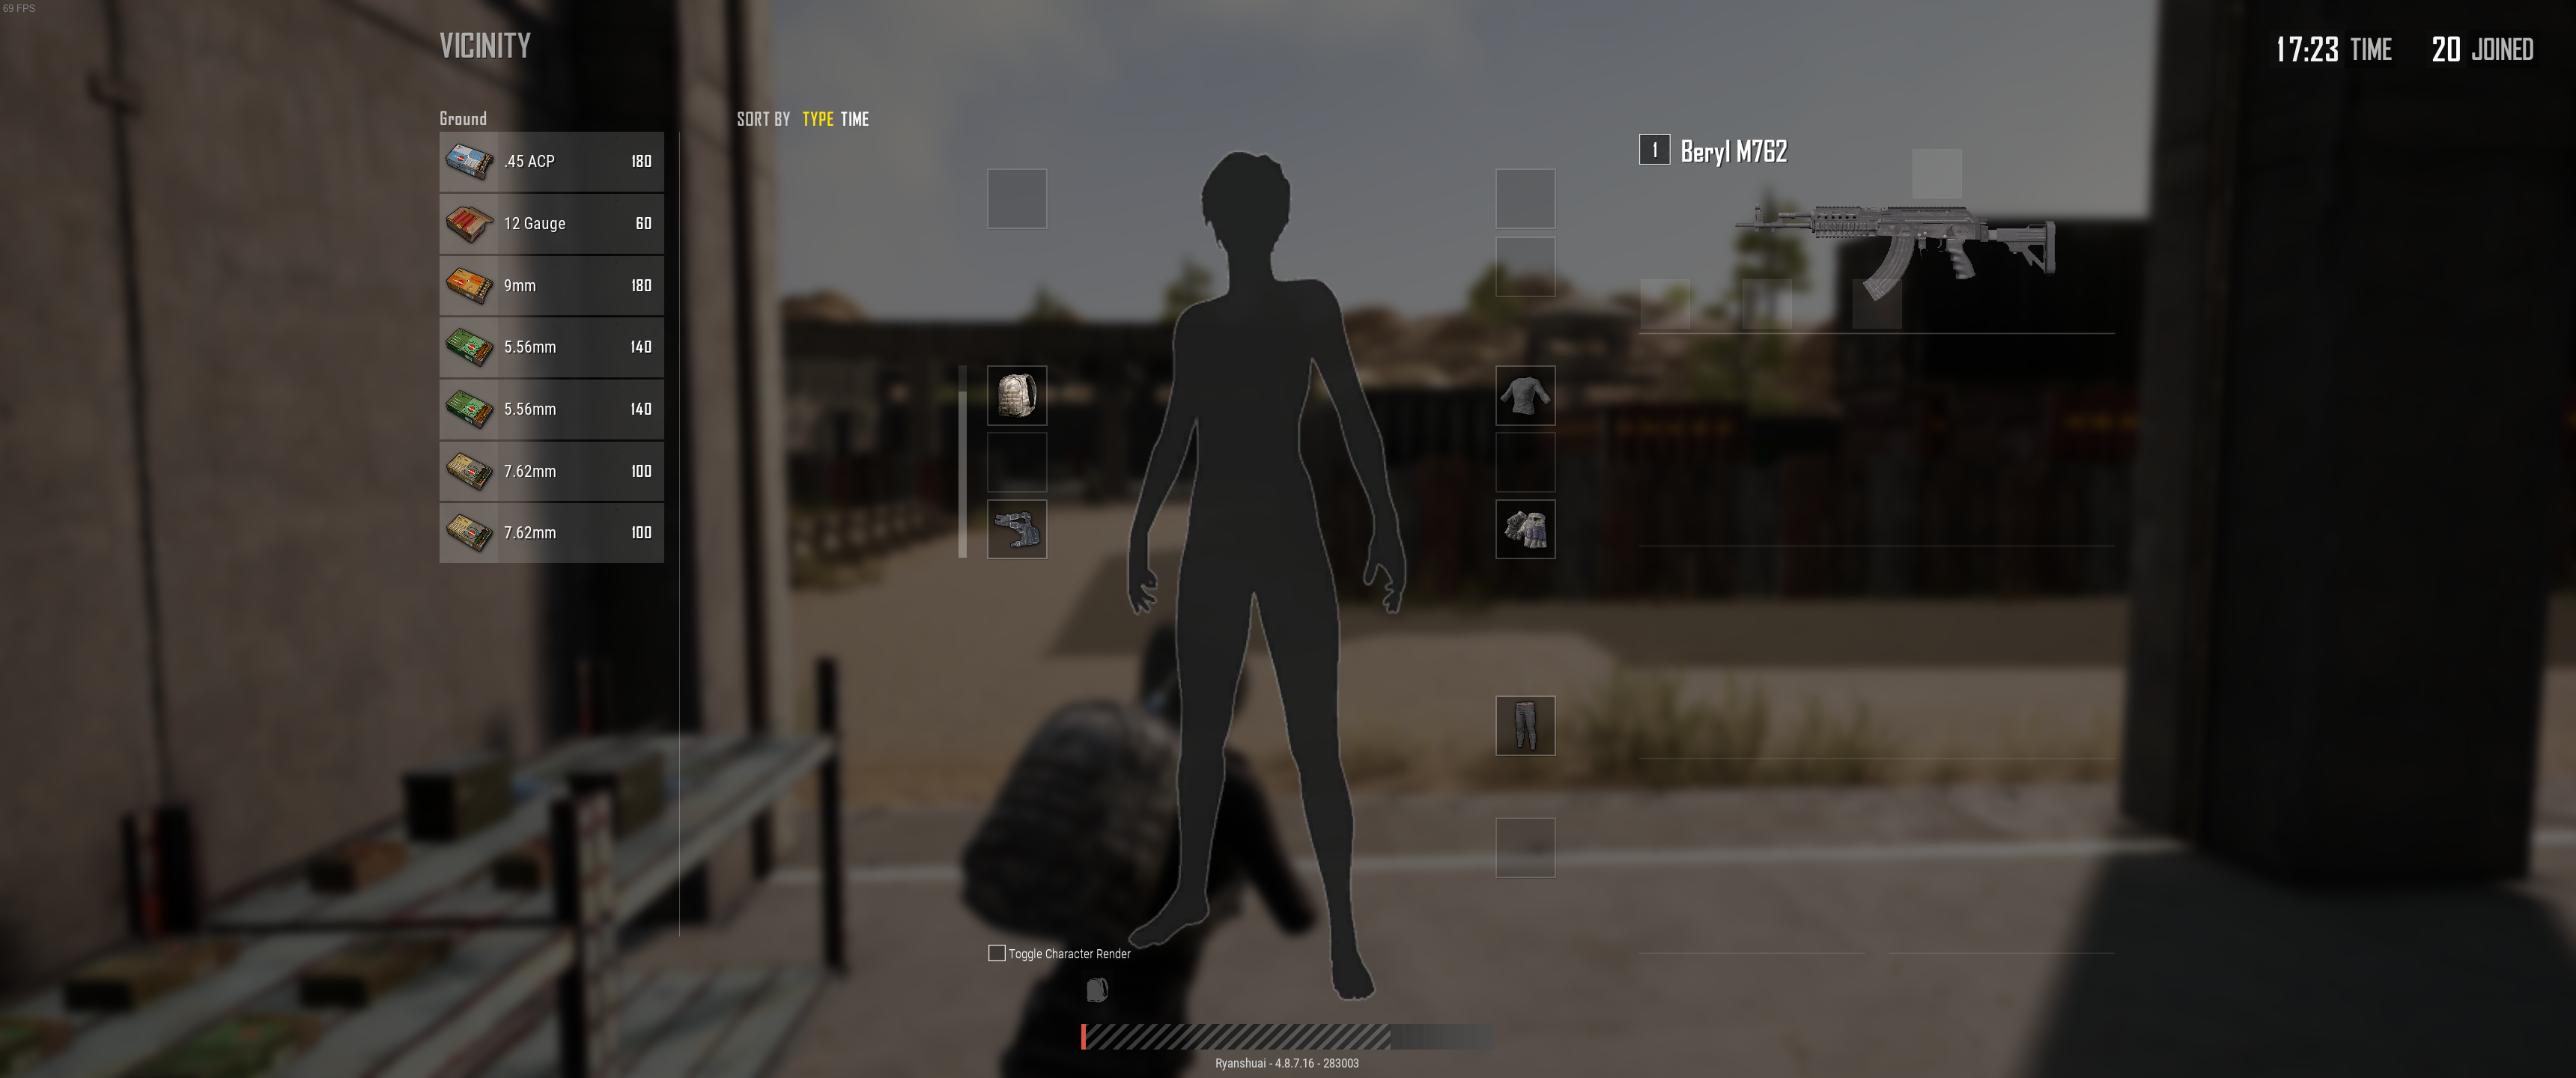 69 FPS
VICINITY
17:23 TIME 20 JOINED
Ground
SORT BY TYPE TIME
.45 ACP 180
12 Gauge 60
9mm 180
5.56mm 140
5.56mm 140
7.62mm 100
7.62mm 100
1 Beryl M762
Toggle Character Render
Ryanshuai - 4.8.7.16 - 283003